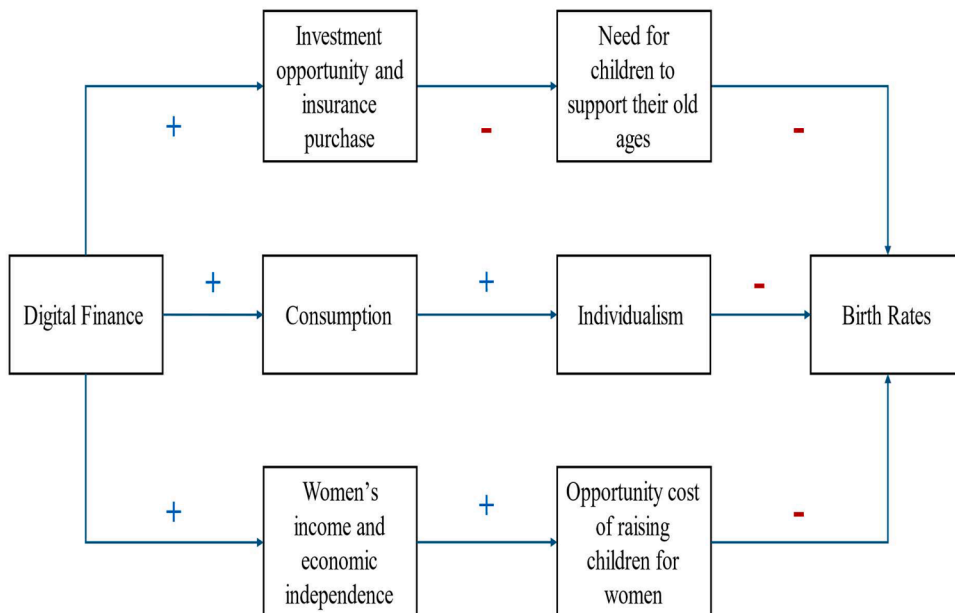 Investment
opportunity and
insurance
purchase
Need for
children to
support their old
ages
+
-
-
Digital Finance
+
Consumption
+
Individualism
-
Birth Rates
+
Women's
income and
economic
independence
+
Opportunity cost
of raising
children for
women
-